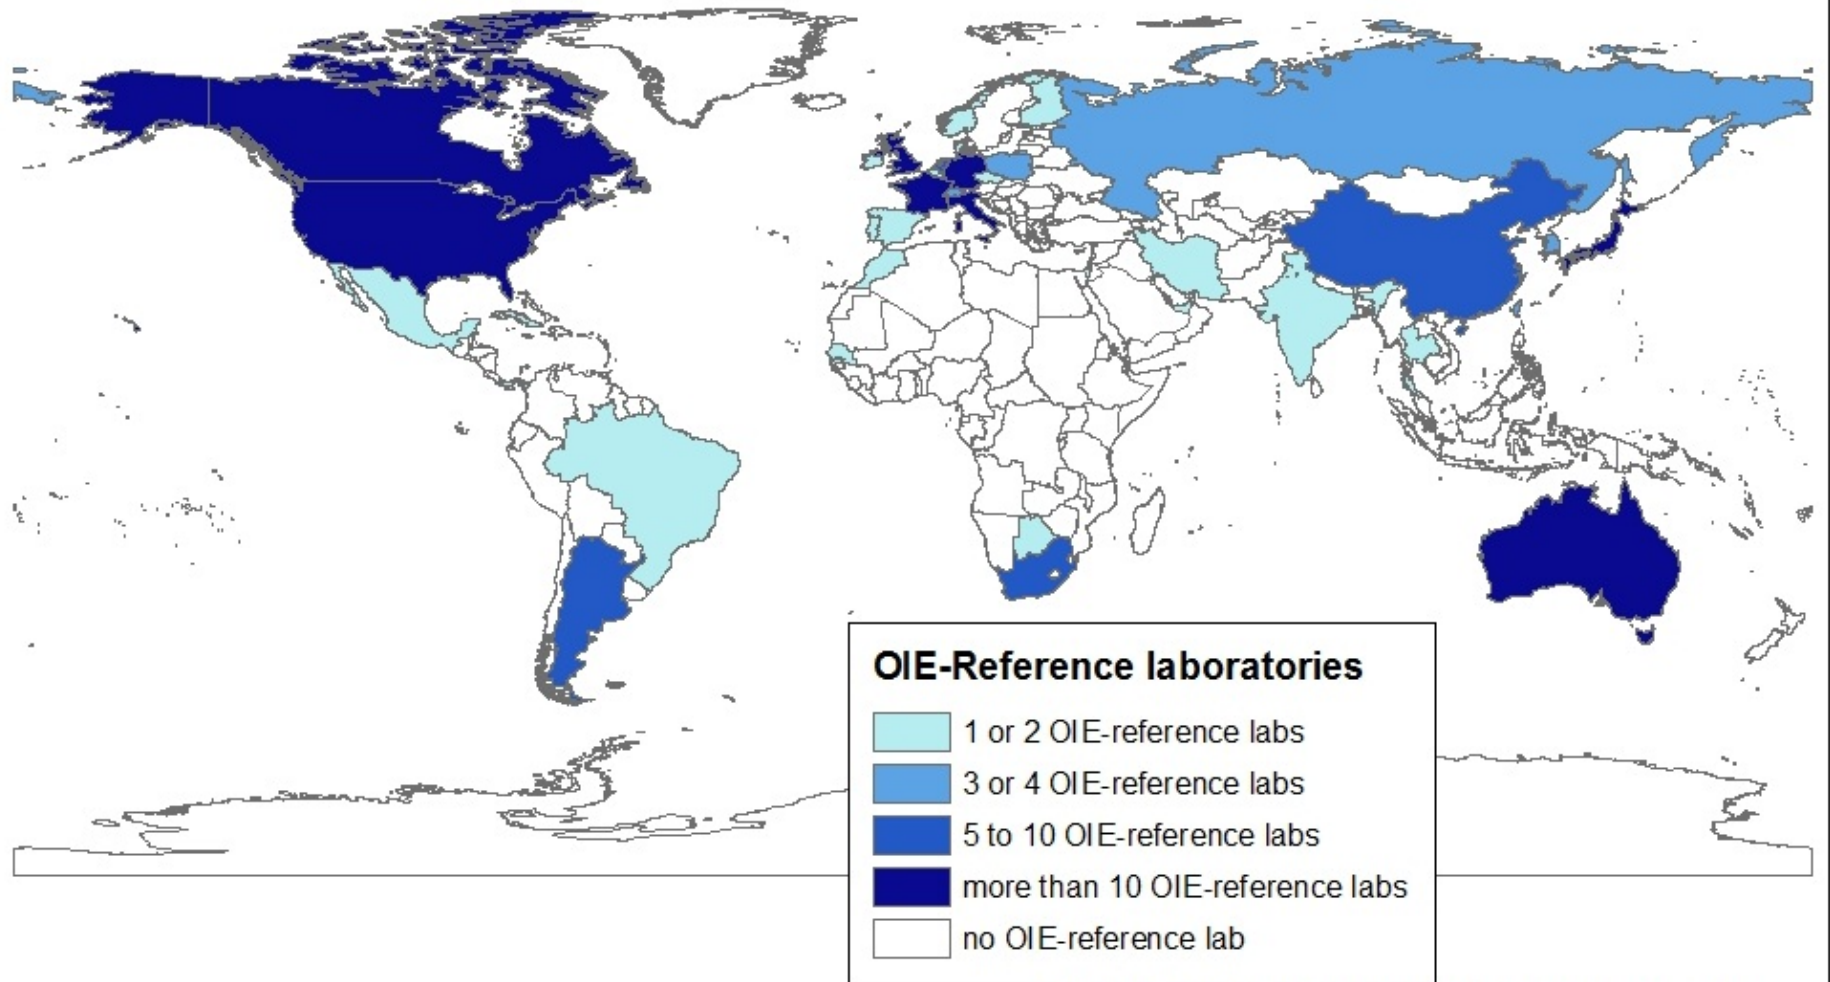 OIE-Reference laboratories
1 or 2 OIE-reference labs
3 or 4 OIE-reference labs
5 to 10 OIE-reference labs
more than 10 OIE-reference labs
no OIE-reference lab